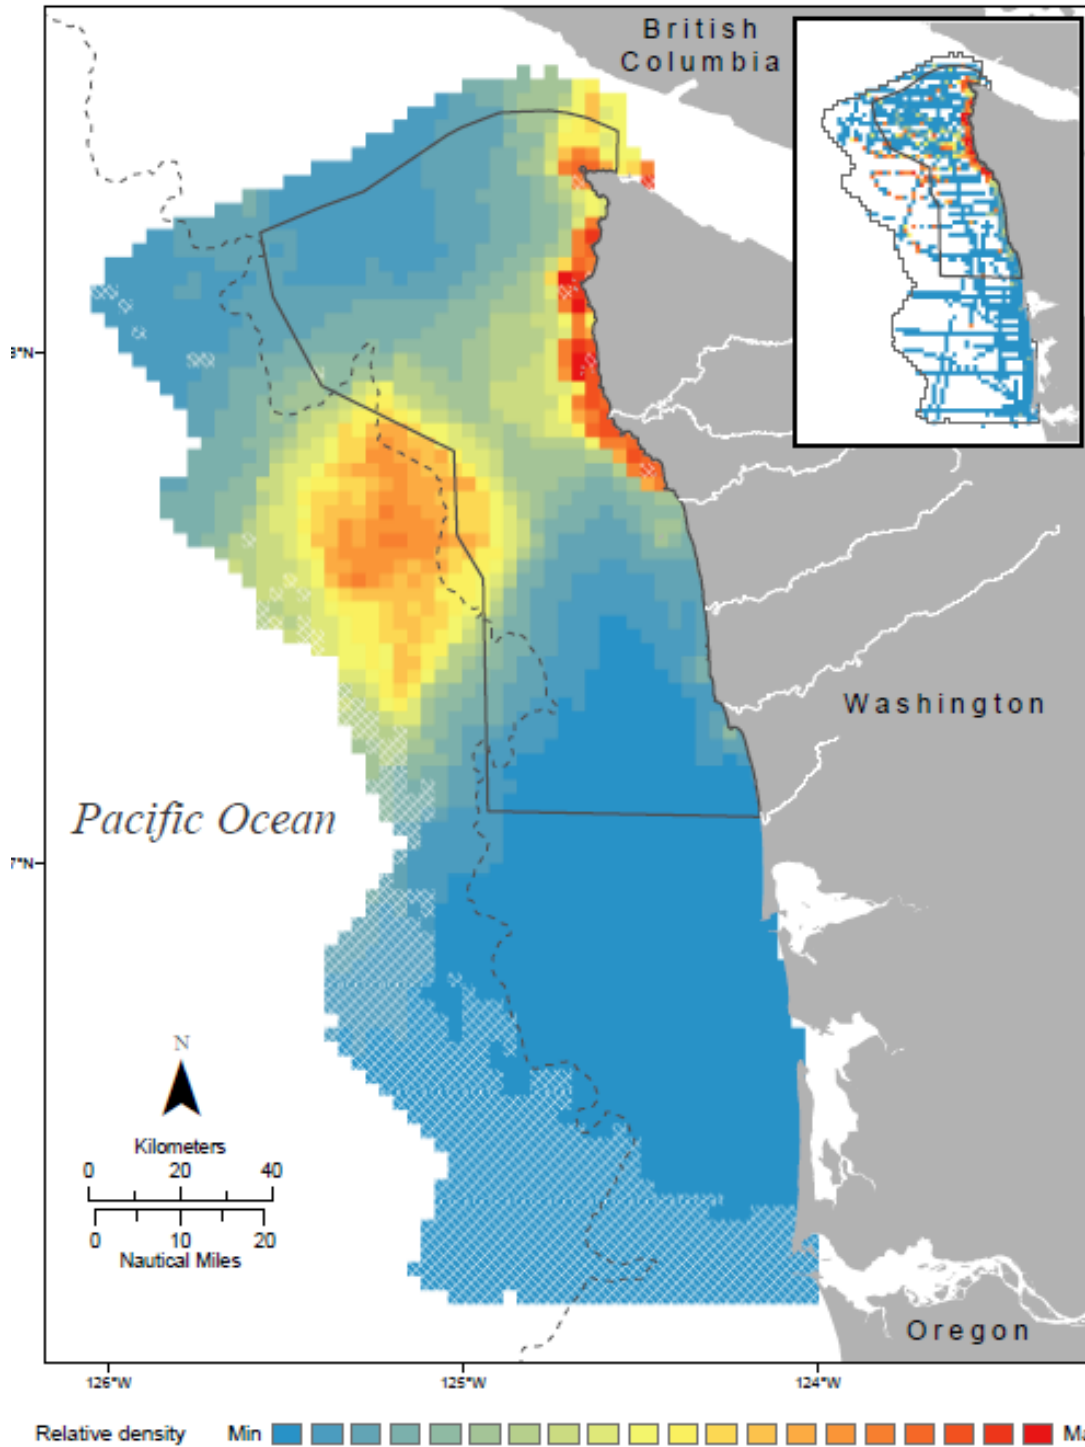 British
Columbia
8°N
Washington
Pacific Ocean
7°N
N
Kilometers
0 20 40
0 10 20
Nautical Miles
Oregon
126°W 125°W 124°W
Relative density Min Ma